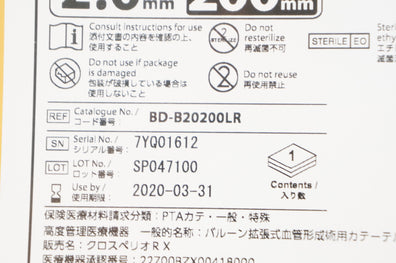 2.0mm 200mm
Consult instructions for use
添付文書の内容を確認の上、
使用すること
Do not
resterilize
再滅菌不可
STERILE EO
Do not use if package
is damaged
包装が破損している場合は
使用しないこと
Do not reuse
再使用禁止
REF Catalogue No./
コード番号 BD-B20200LR
SN Serial No./
シリアル番号: 7YQ01612
LOT LOT No./
ロット番号 SP047100
Use by/
使用期限: 2020-03-31
1
Contents /
入り数
保険医療材料請求分類:PTAカテ・一般・特殊
高度管理医療機器 一般的名称:バルーン拡張式血管形成術用カテーテル
販売名:クロスペリオRX
医療機器承認番号:22700BZX00418000